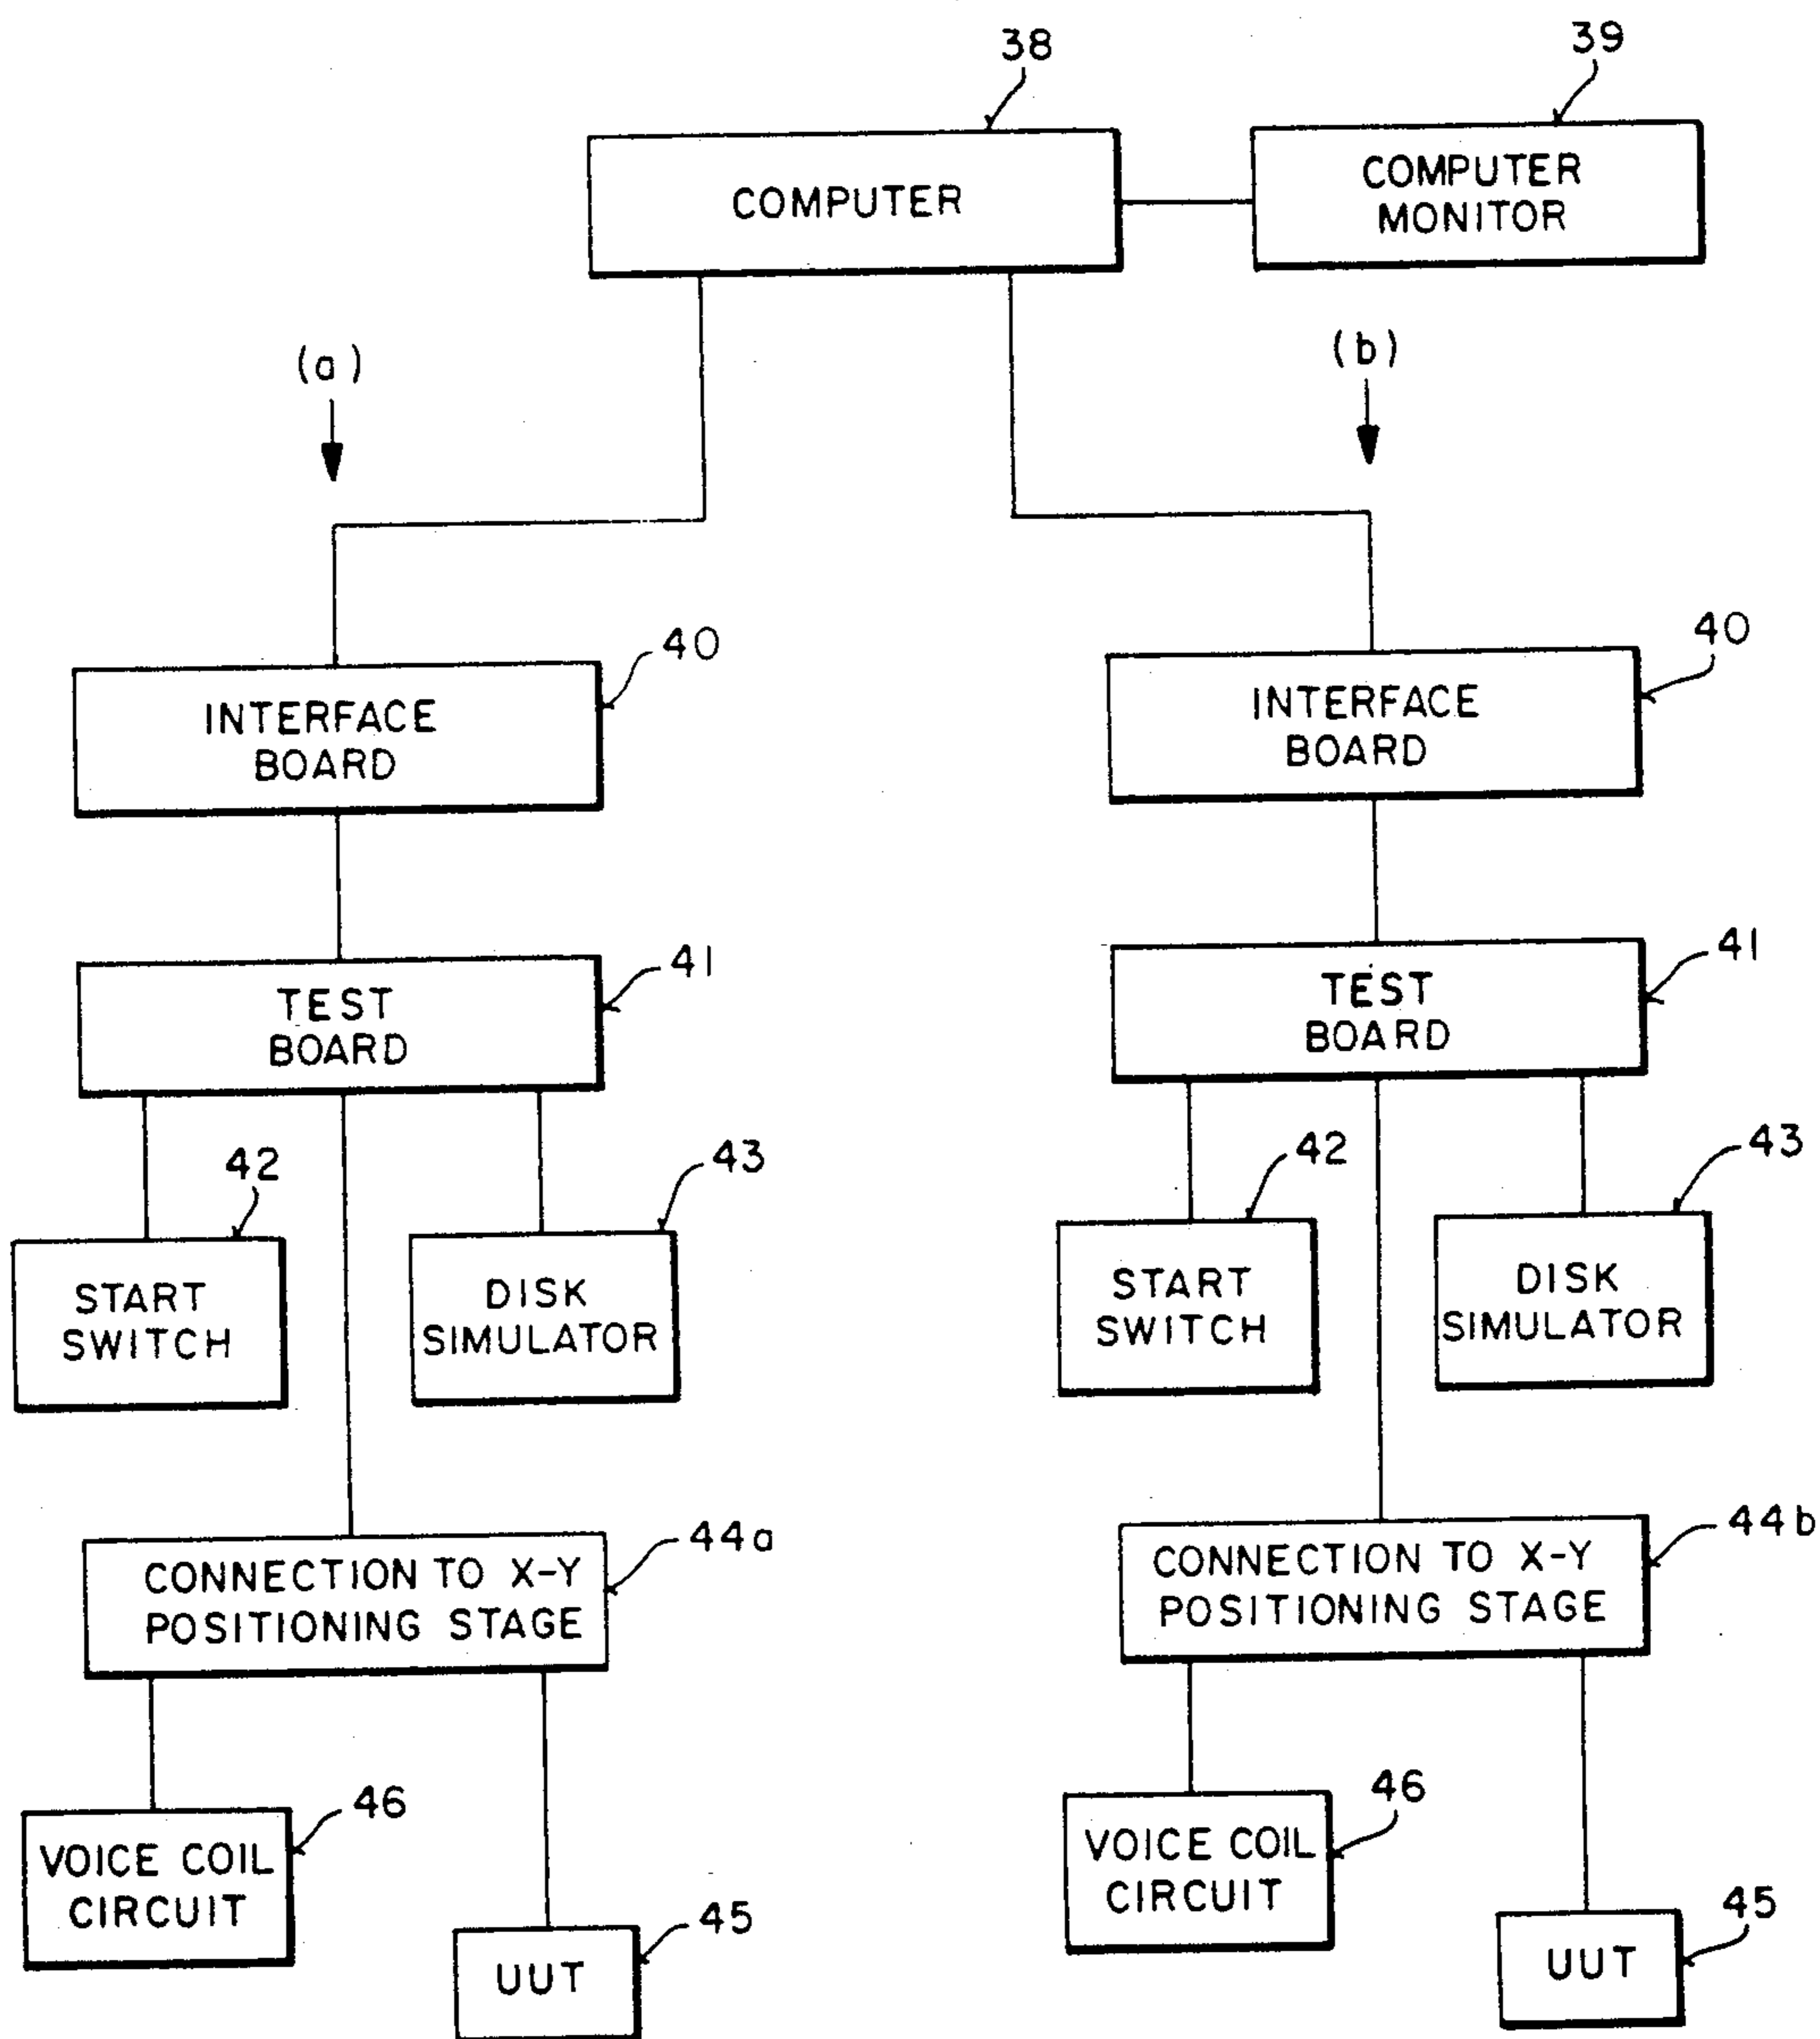 38
39
COMPUTER
COMPUTER
MONITOR
(a)
(b)
40
40
INTERFACE
BOARD
INTERFACE
BOARD
41
41
TEST
BOARD
TEST
BOARD
42
43
42
43
START
SWITCH
DISK
SIMULATOR
START
SWITCH
DISK
SIMULATOR
44a
44b
CONNECTION TO X-Y
POSITIONING STAGE
CONNECTION TO X-Y
POSITIONING STAGE
46
46
VOICE COIL
CIRCUIT
VOICE COIL
CIRCUIT
45
45
UUT
UUT